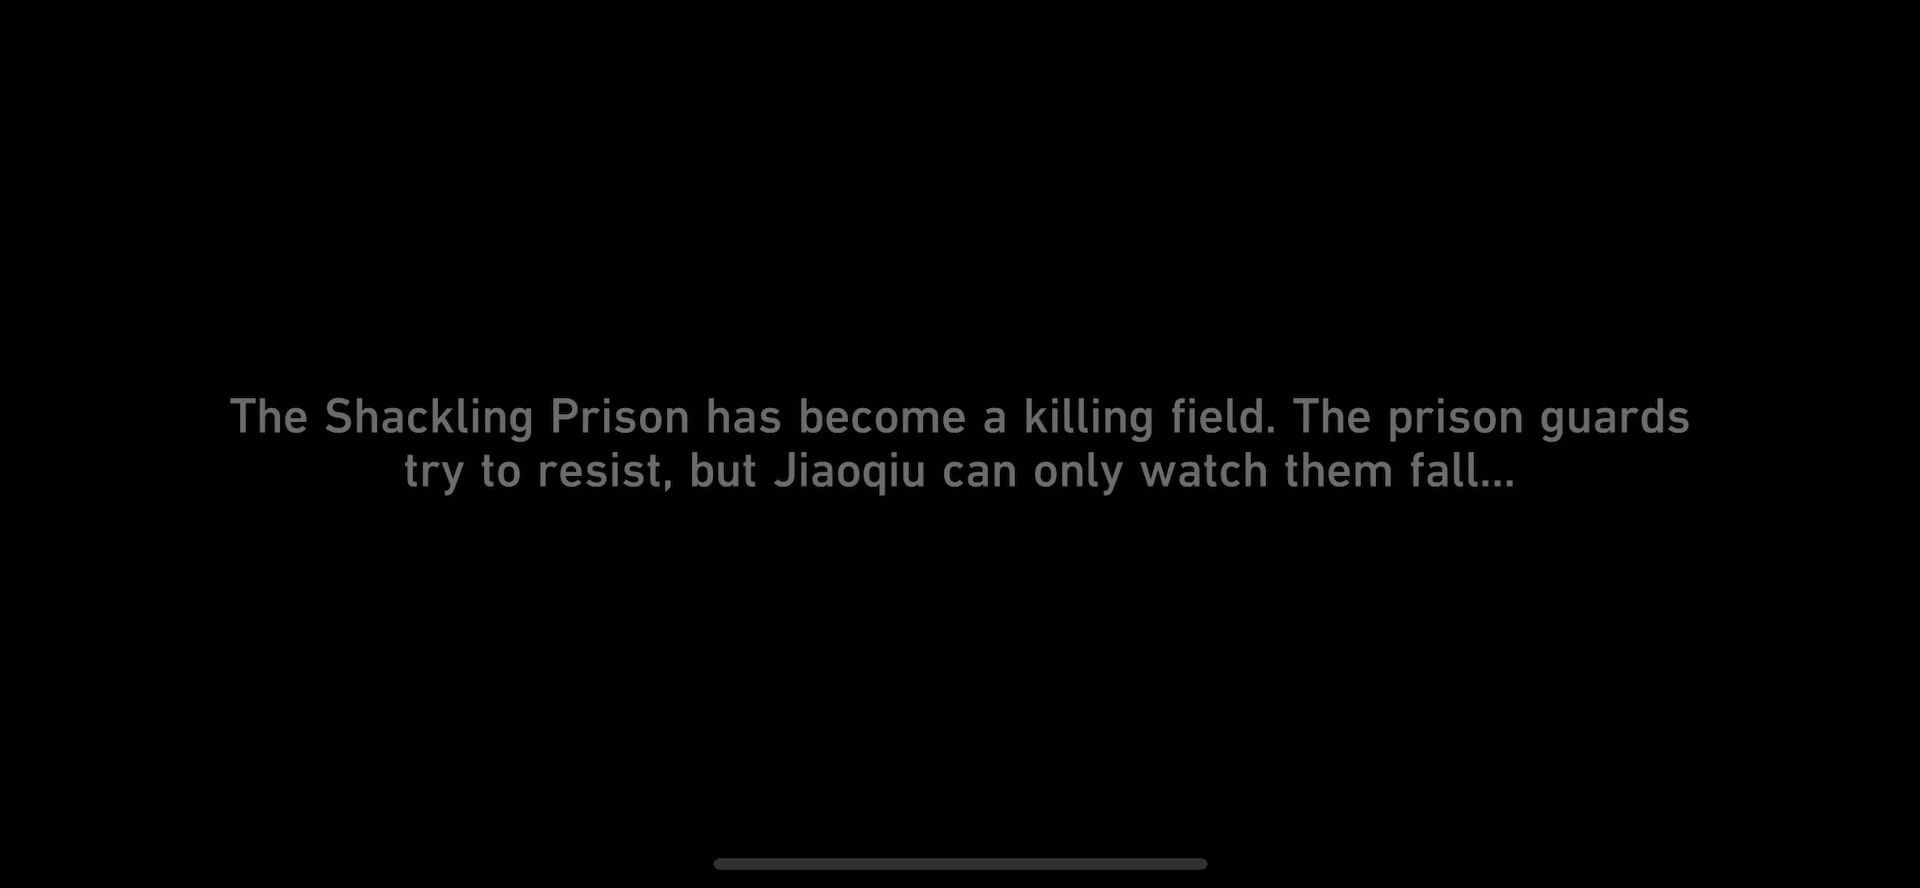 The Shackling Prison has become a killing field. The prison guards
try to resist, but Jiaoqiu can only watch them fall...